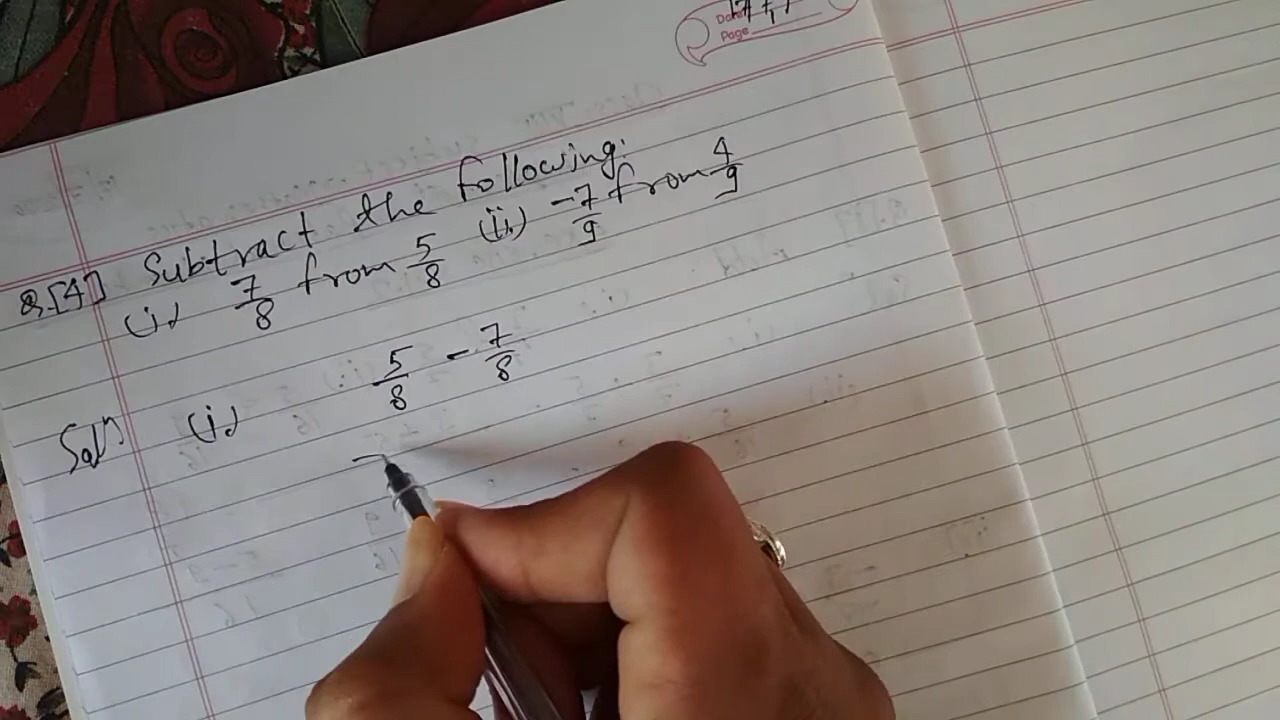 Date
Page
Q.[4] Subtract the following:
(i) 7/8 from 5/8 (ii) -7/9 from 4/9
Solⁿ (i) 5/8 - 7/8